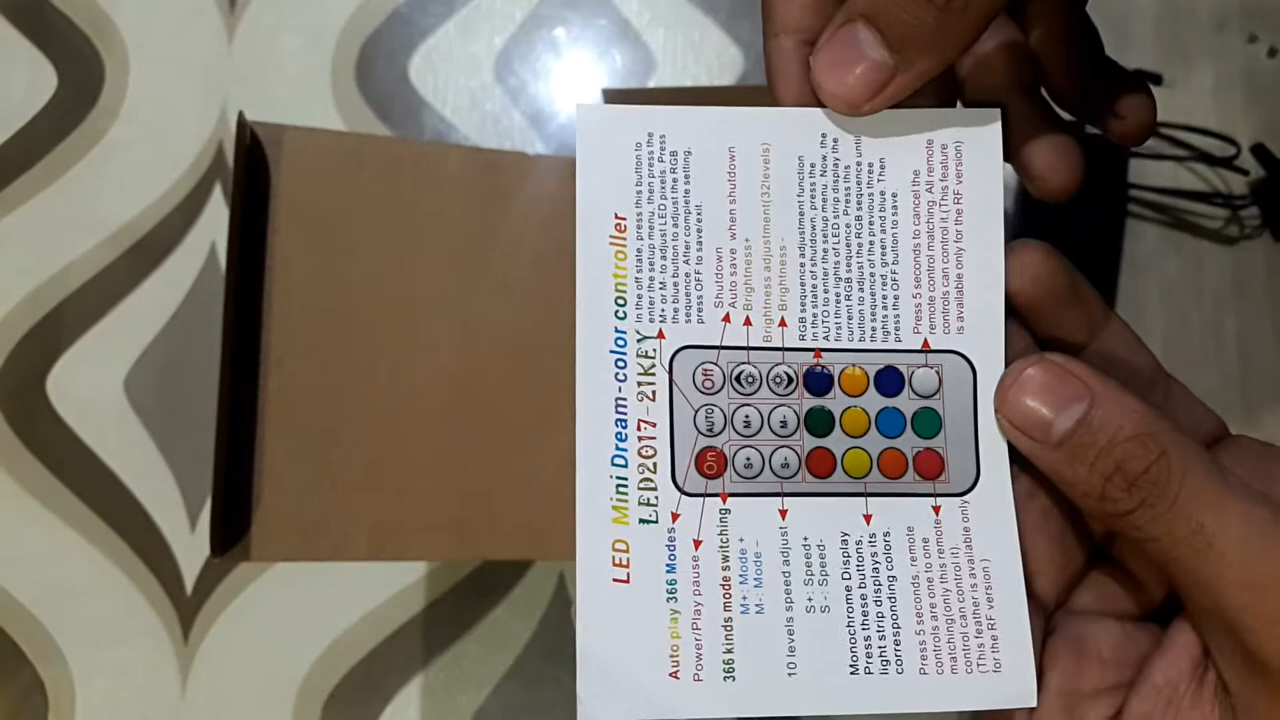 LED Mini Dream-color controller
LED2017-21KEY
Auto play 366 Modes
Power/Play pause
366 kinds mode switching
M+: Mode +
M-: Mode –
10 levels speed adjust
S+: Speed+
S -: Speed-
Monochrome Display
Press these buttons,
light strip displays its
corresponding colors.
Press 5 seconds, remote
controls are one to one
matching(only this remote
control can control it).
(This feather is available only
for the RF version )
On
AUTO
Off
S+
M+
S-
M-
In the off state, press this button to
enter the setup menu, then press the
M+ or M- to adjust LED pixels. Press
the blue button to adjust the RGB
sequence. After complete setting,
press OFF to save/exit.
Shutdown
Auto save when shutdown
Brightness+
Brightness adjustment(32levels)
Brightness -
RGB sequence adjustment function
In the state of shutdown, press the
AUTO to enter the setup menu. Now, the
first three lights of LED strip display the
current RGB sequence. Press this
button to adjust the RGB sequence until
the sequence of the previous three
lights are red, green and blue. Then
press the OFF button to save.
Press 5 seconds to cancel the
remote control matching. All remote
controls can control it.(This feature
is available only for the RF version)